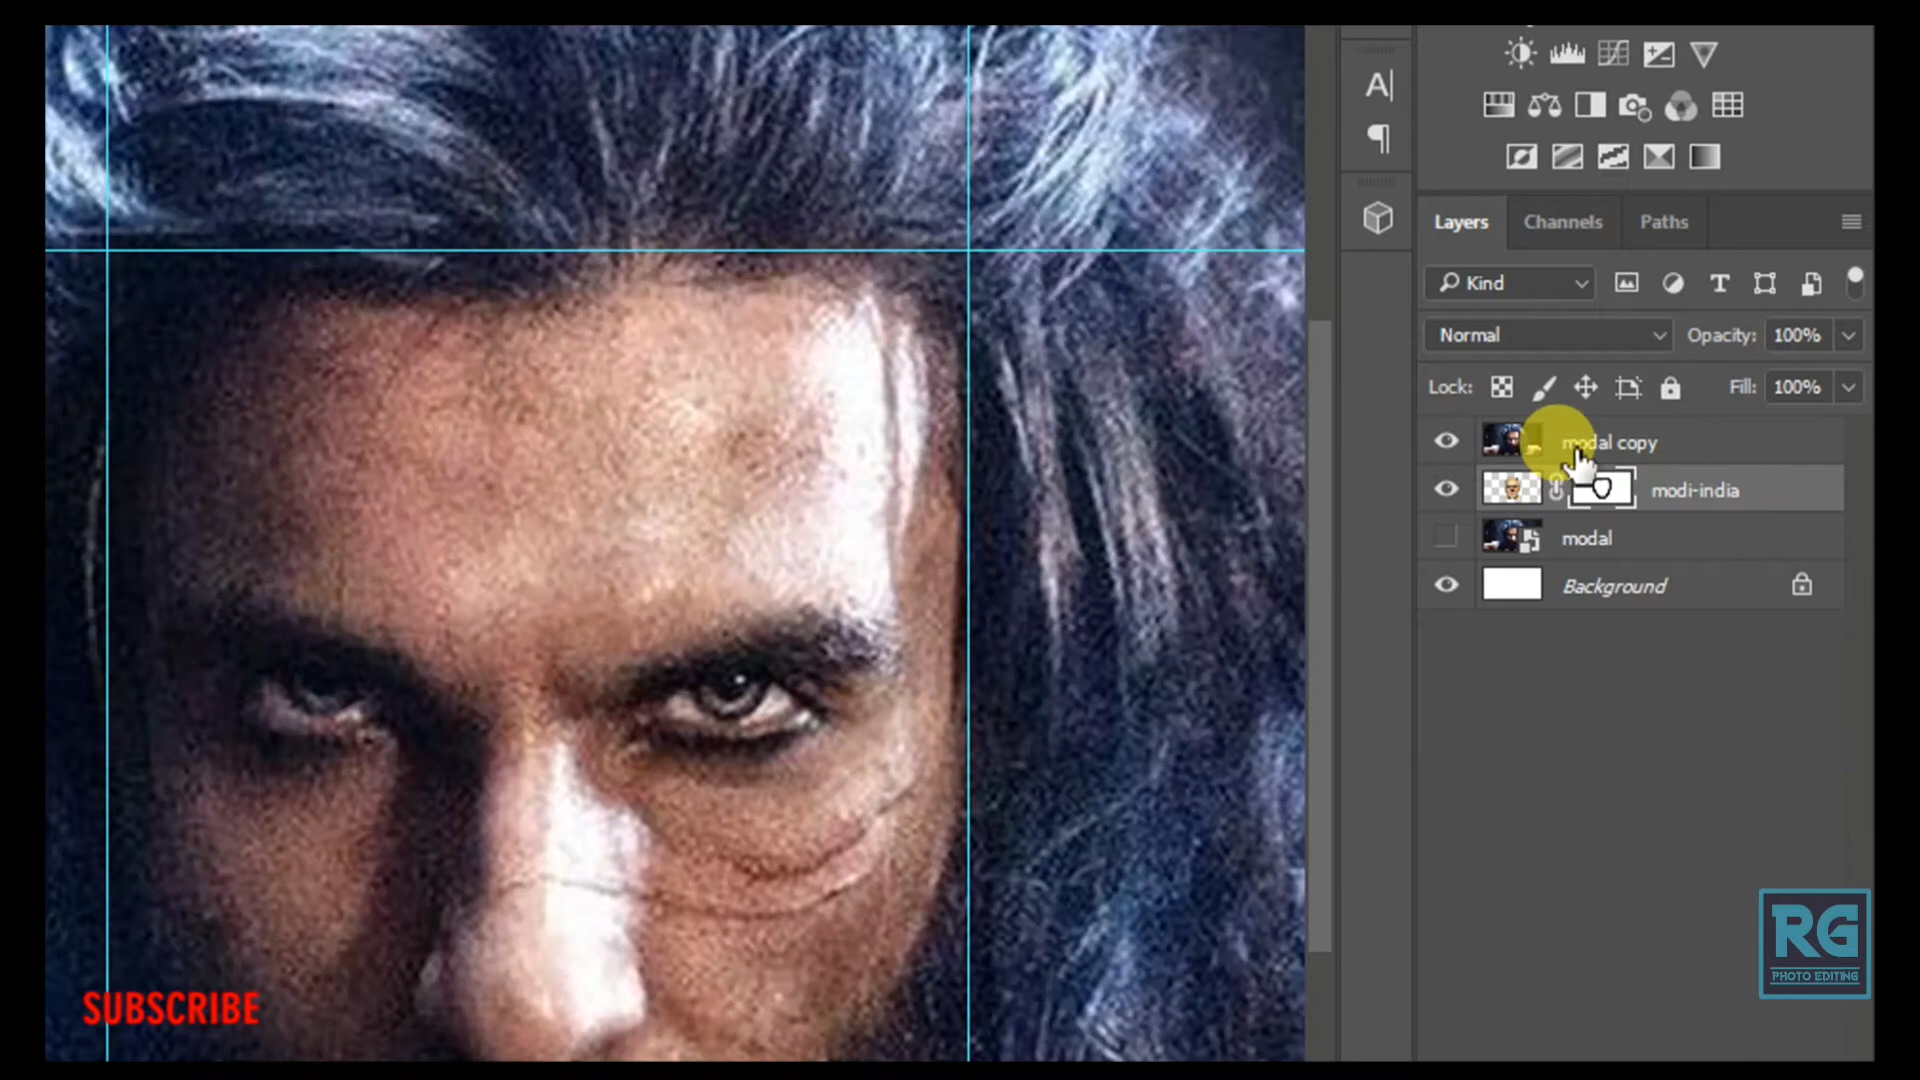 A|
Layers Channels Paths
Kind T
Normal Opacity: 100%
Lock: Fill: 100%
modal copy
modi-india
modal
Background
RG
PHOTO EDITING
SUBSCRIBE